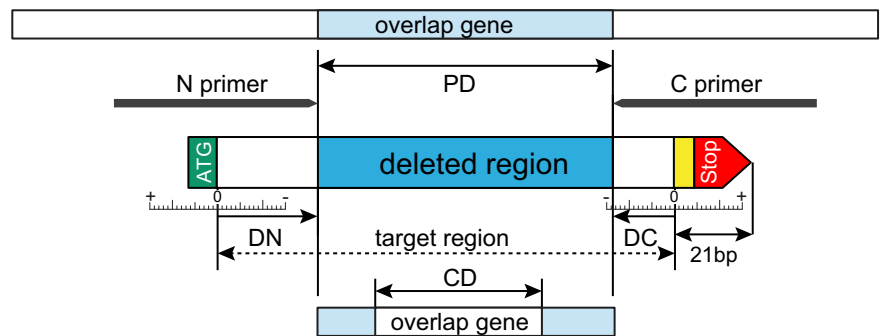 overlap gene
PD
N primer
C primer
ATG
deleted region
Stop
+ 0 -
- 0 +
DN
target region
DC
21bp
CD
overlap gene